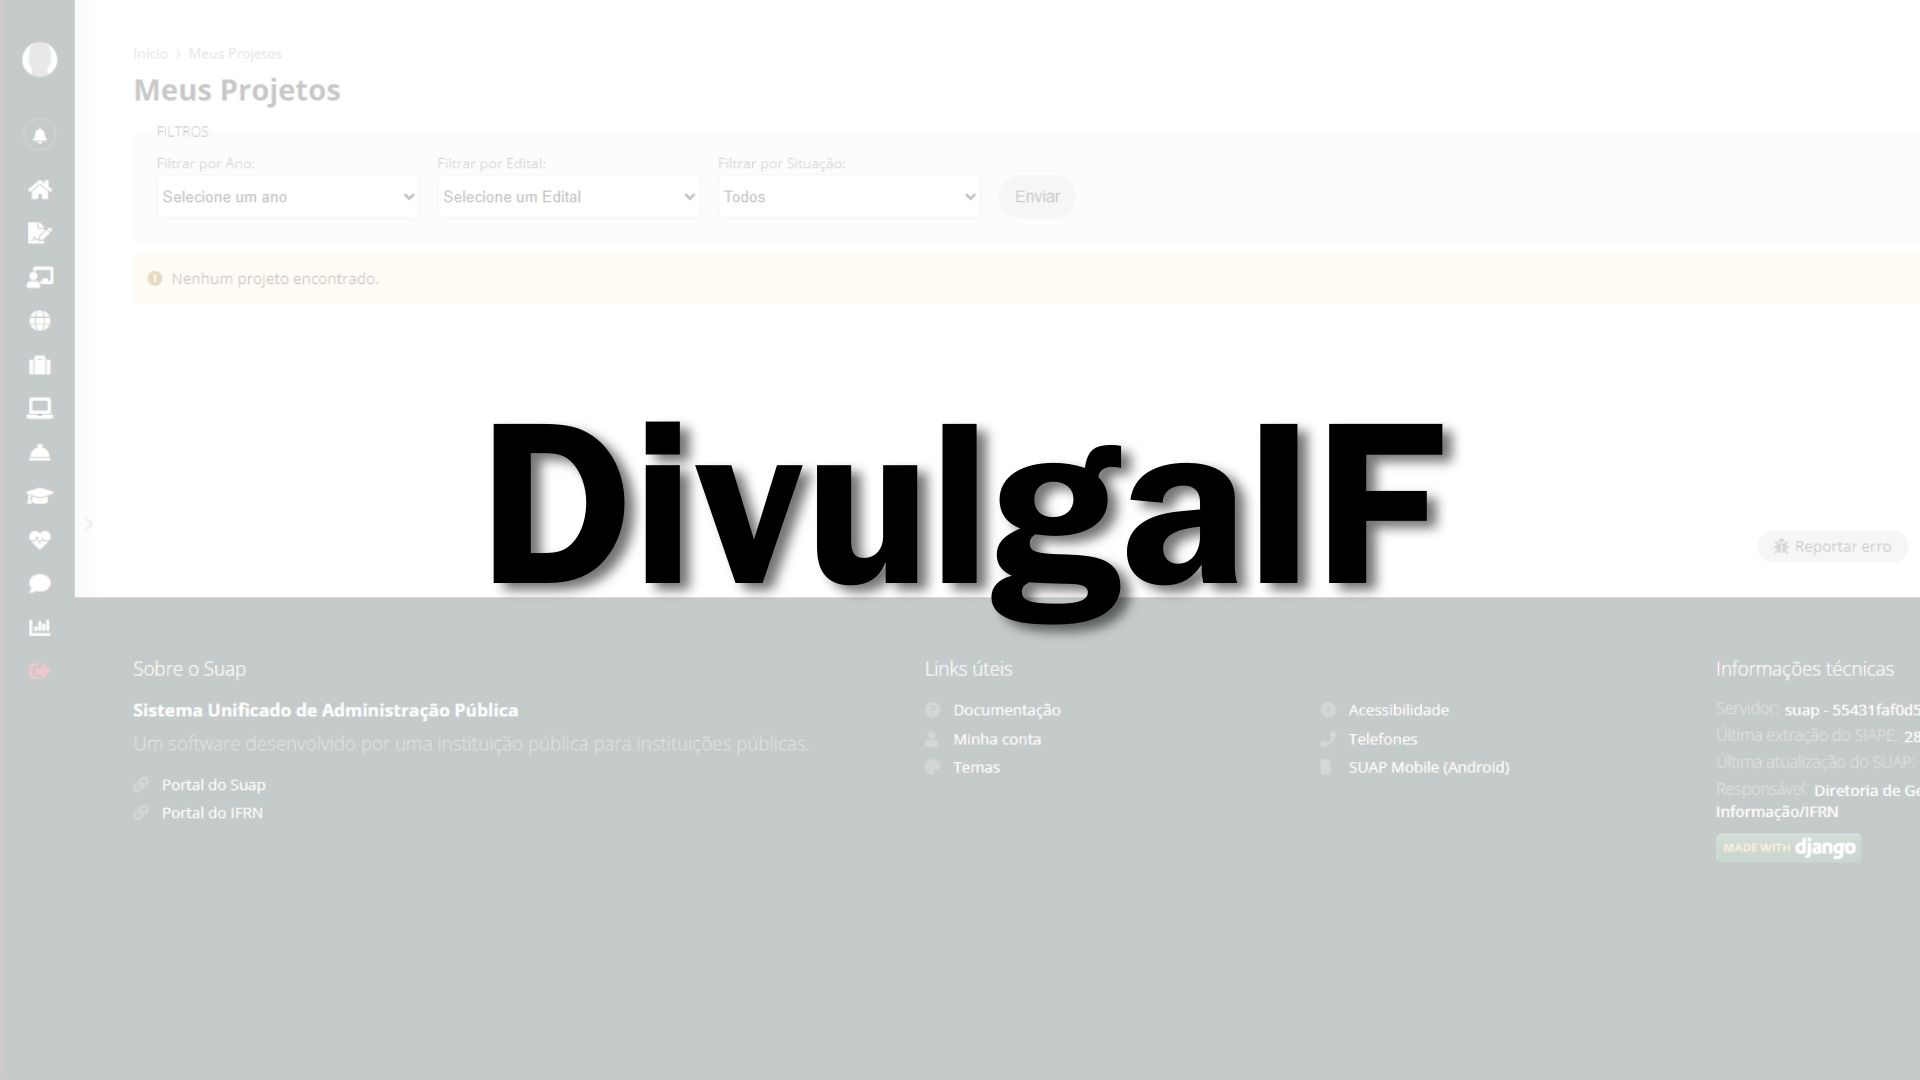 Início > Meus Projetos
Meus Projetos
FILTROS:
Filtrar por Ano: Filtrar por Edital: Filtrar por Situação:
Selecione um ano Selecione um Edital Todos Enviar
Nenhum projeto encontrado.
DivulgaIF
Reportar erro
Sobre o Suap
Sistema Unificado de Administração Pública
Um software desenvolvido por uma instituição pública para instituições públicas.
Portal do Suap
Portal do IFRN
Links úteis
Documentação
Minha conta
Temas
Acessibilidade
Telefones
SUAP Mobile (Android)
Informações técnicas
Servidor: suap - 55431faf0d5
Última extração do SIAPE: 28
Última atualização do SUAP:
Responsável: Diretoria de Ge
Informação/IFRN
MADE WITH django